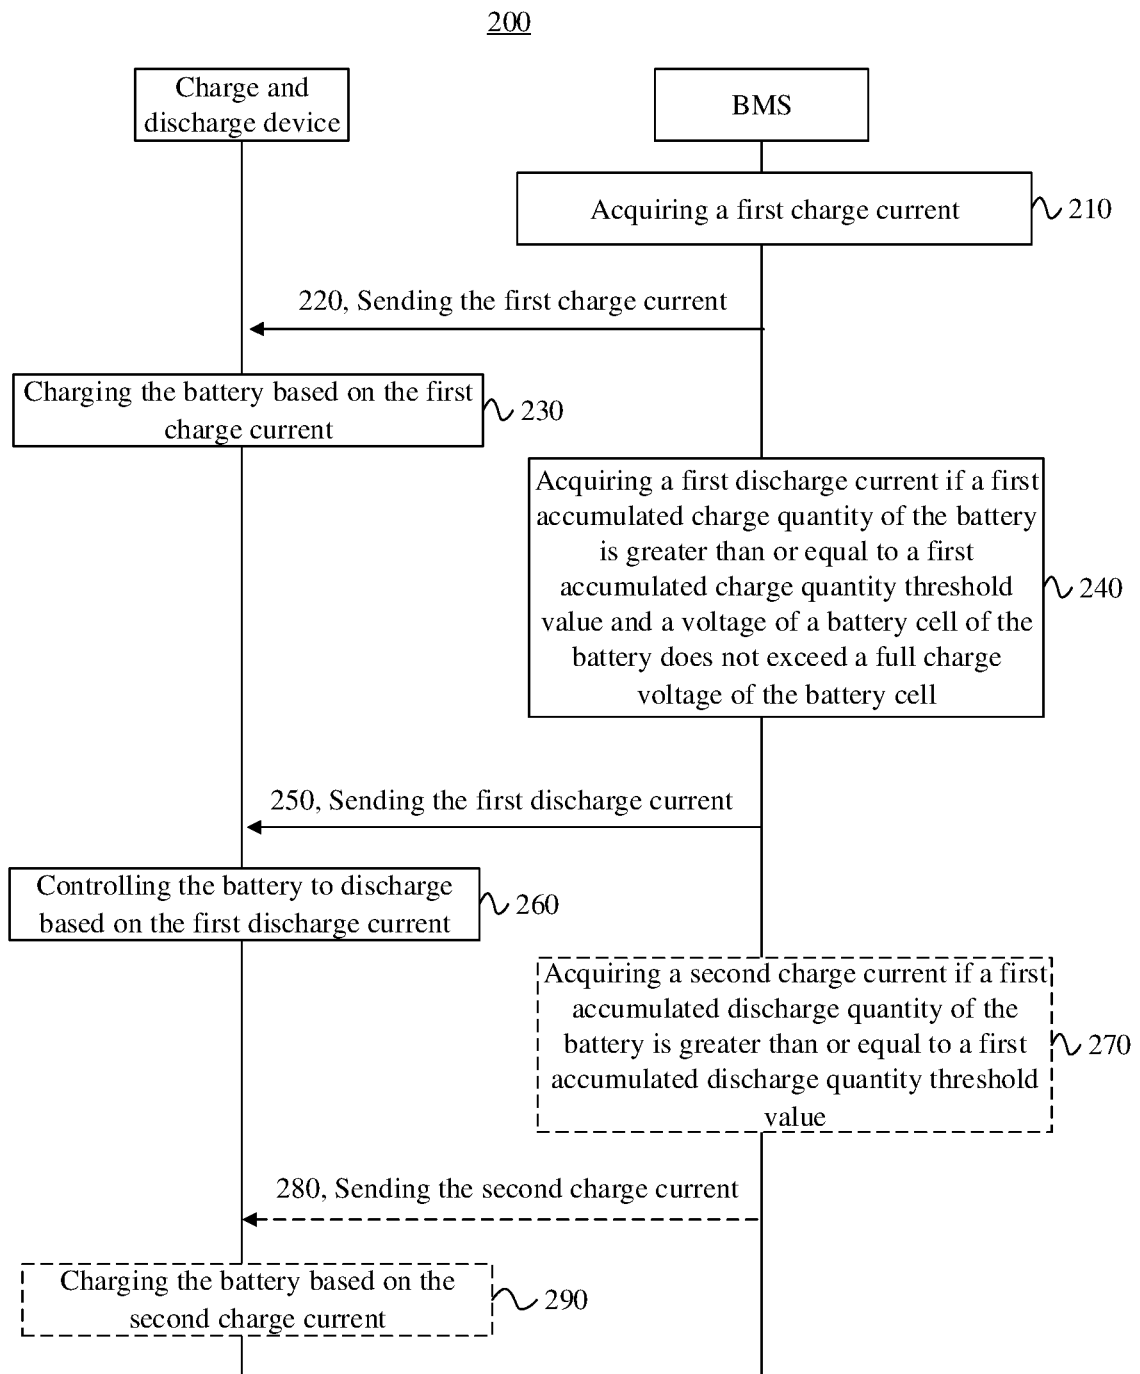 200
Charge and
discharge device
BMS
Acquiring a first charge current
210
220, Sending the first charge current
Charging the battery based on the first
charge current
230
Acquiring a first discharge current if a first
accumulated charge quantity of the battery
is greater than or equal to a first
accumulated charge quantity threshold
value and a voltage of a battery cell of the
battery does not exceed a full charge
voltage of the battery cell
240
250, Sending the first discharge current
Controlling the battery to discharge
based on the first discharge current
260
Acquiring a second charge current if a first
accumulated discharge quantity of the
battery is greater than or equal to a first
accumulated discharge quantity threshold
value
270
280, Sending the second charge current
Charging the battery based on the
second charge current
290